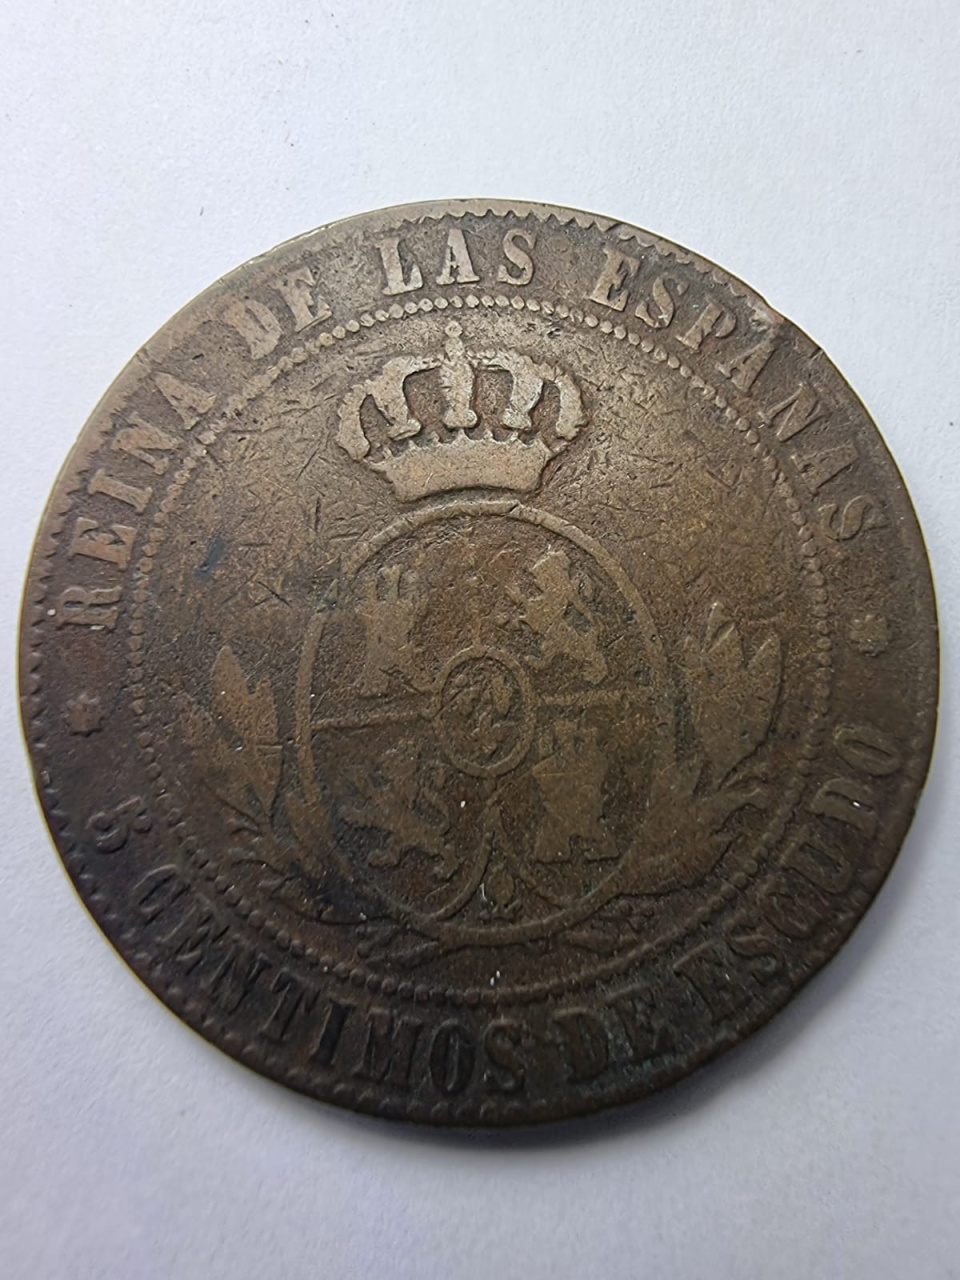 * REINA DE LAS ESPAÑAS *
5 CENTIMOS DE ESCUDO